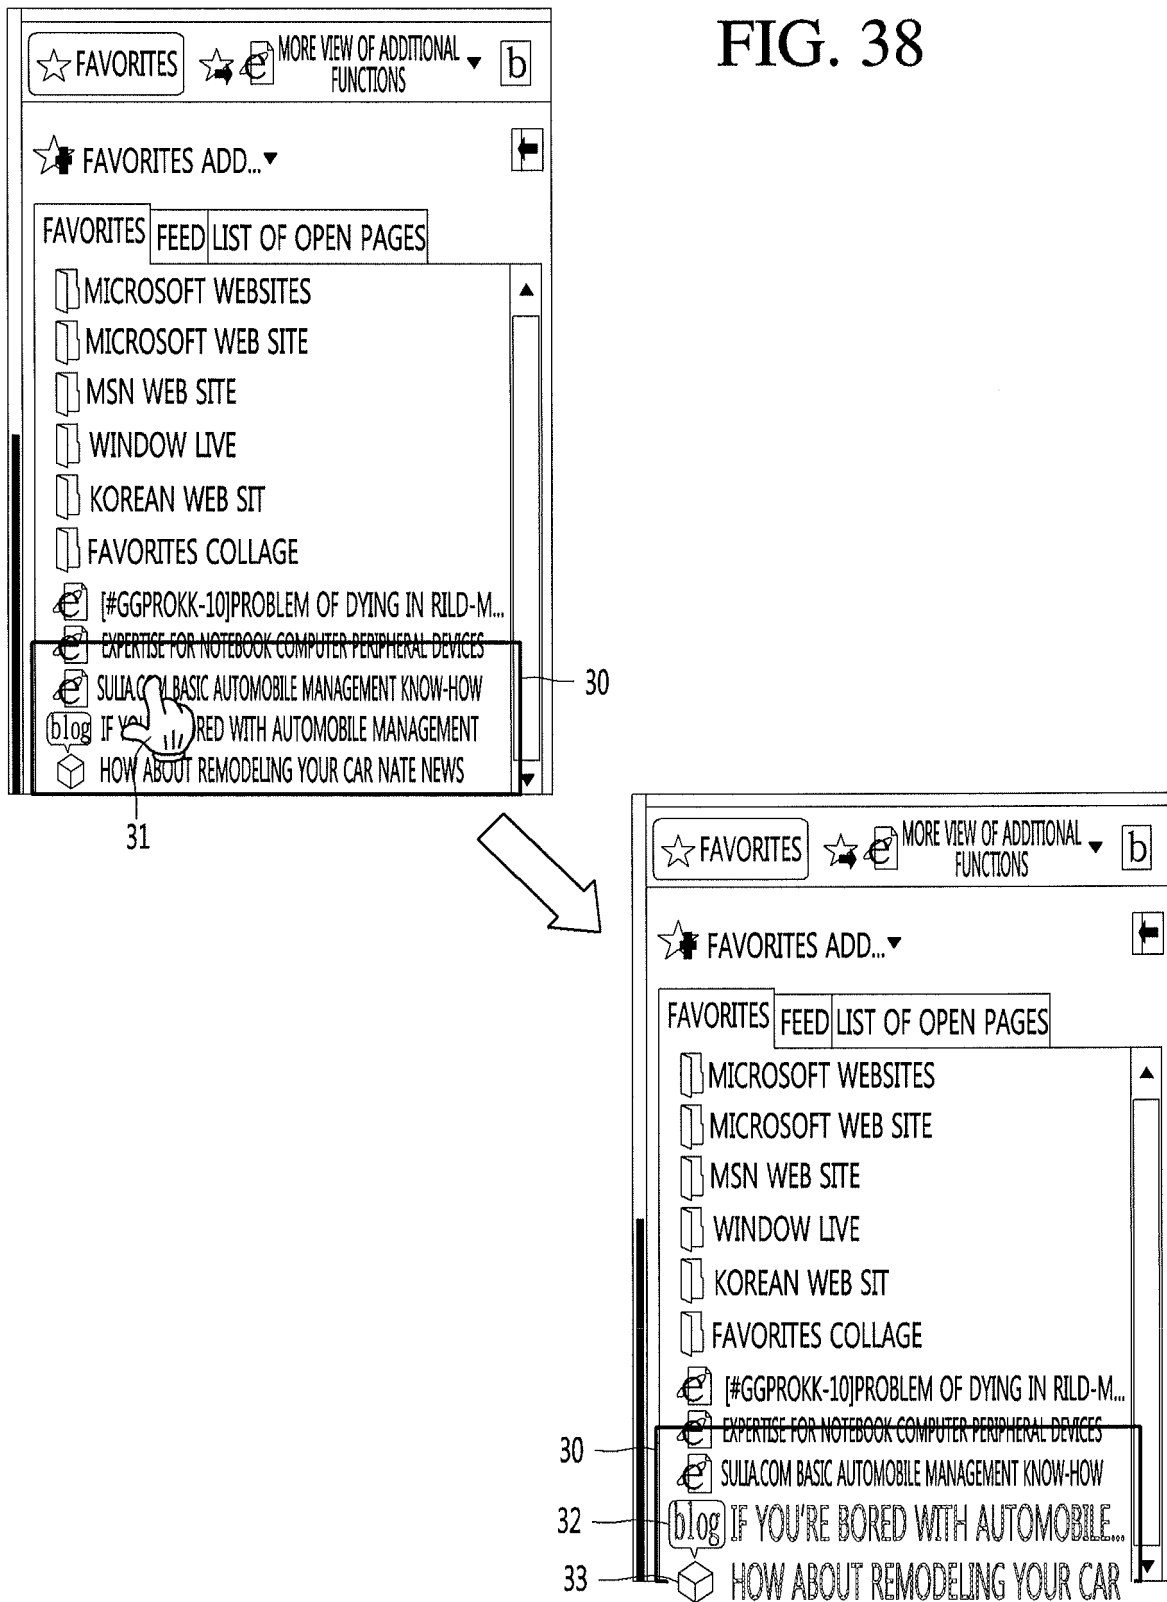 FIG. 38
FAVORITES
e
MORE VIEW OF ADDITIONAL
FUNCTIONS
b
FAVORITES ADD...
FAVORITES FEED LIST OF OPEN PAGES
MICROSOFT WEBSITES
MICROSOFT WEB SITE
MSN WEB SITE
WINDOW LIVE
KOREAN WEB SIT
FAVORITES COLLAGE
e [#GGPROKK-10]PROBLEM OF DYING IN RILD-M...
e EXPERTISE FOR NOTEBOOK COMPUTER PERIPHERAL DEVICES
e SULIA.COM BASIC AUTOMOBILE MANAGEMENT KNOW-HOW
30
blog IF YO RED WITH AUTOMOBILE MANAGEMENT
HOW ABOUT REMODELING YOUR CAR NATE NEWS
31
FAVORITES
e
MORE VIEW OF ADDITIONAL
FUNCTIONS
b
FAVORITES ADD...
FAVORITES FEED LIST OF OPEN PAGES
MICROSOFT WEBSITES
MICROSOFT WEB SITE
MSN WEB SITE
WINDOW LIVE
KOREAN WEB SIT
FAVORITES COLLAGE
e [#GGPROKK-10]PROBLEM OF DYING IN RILD-M...
e EXPERTISE FOR NOTEBOOK COMPUTER PERIPHERAL DEVICES
30
e SULIA.COM BASIC AUTOMOBILE MANAGEMENT KNOW-HOW
32 blog IF YOU'RE BORED WITH AUTOMOBILE...
33 HOW ABOUT REMODELING YOUR CAR